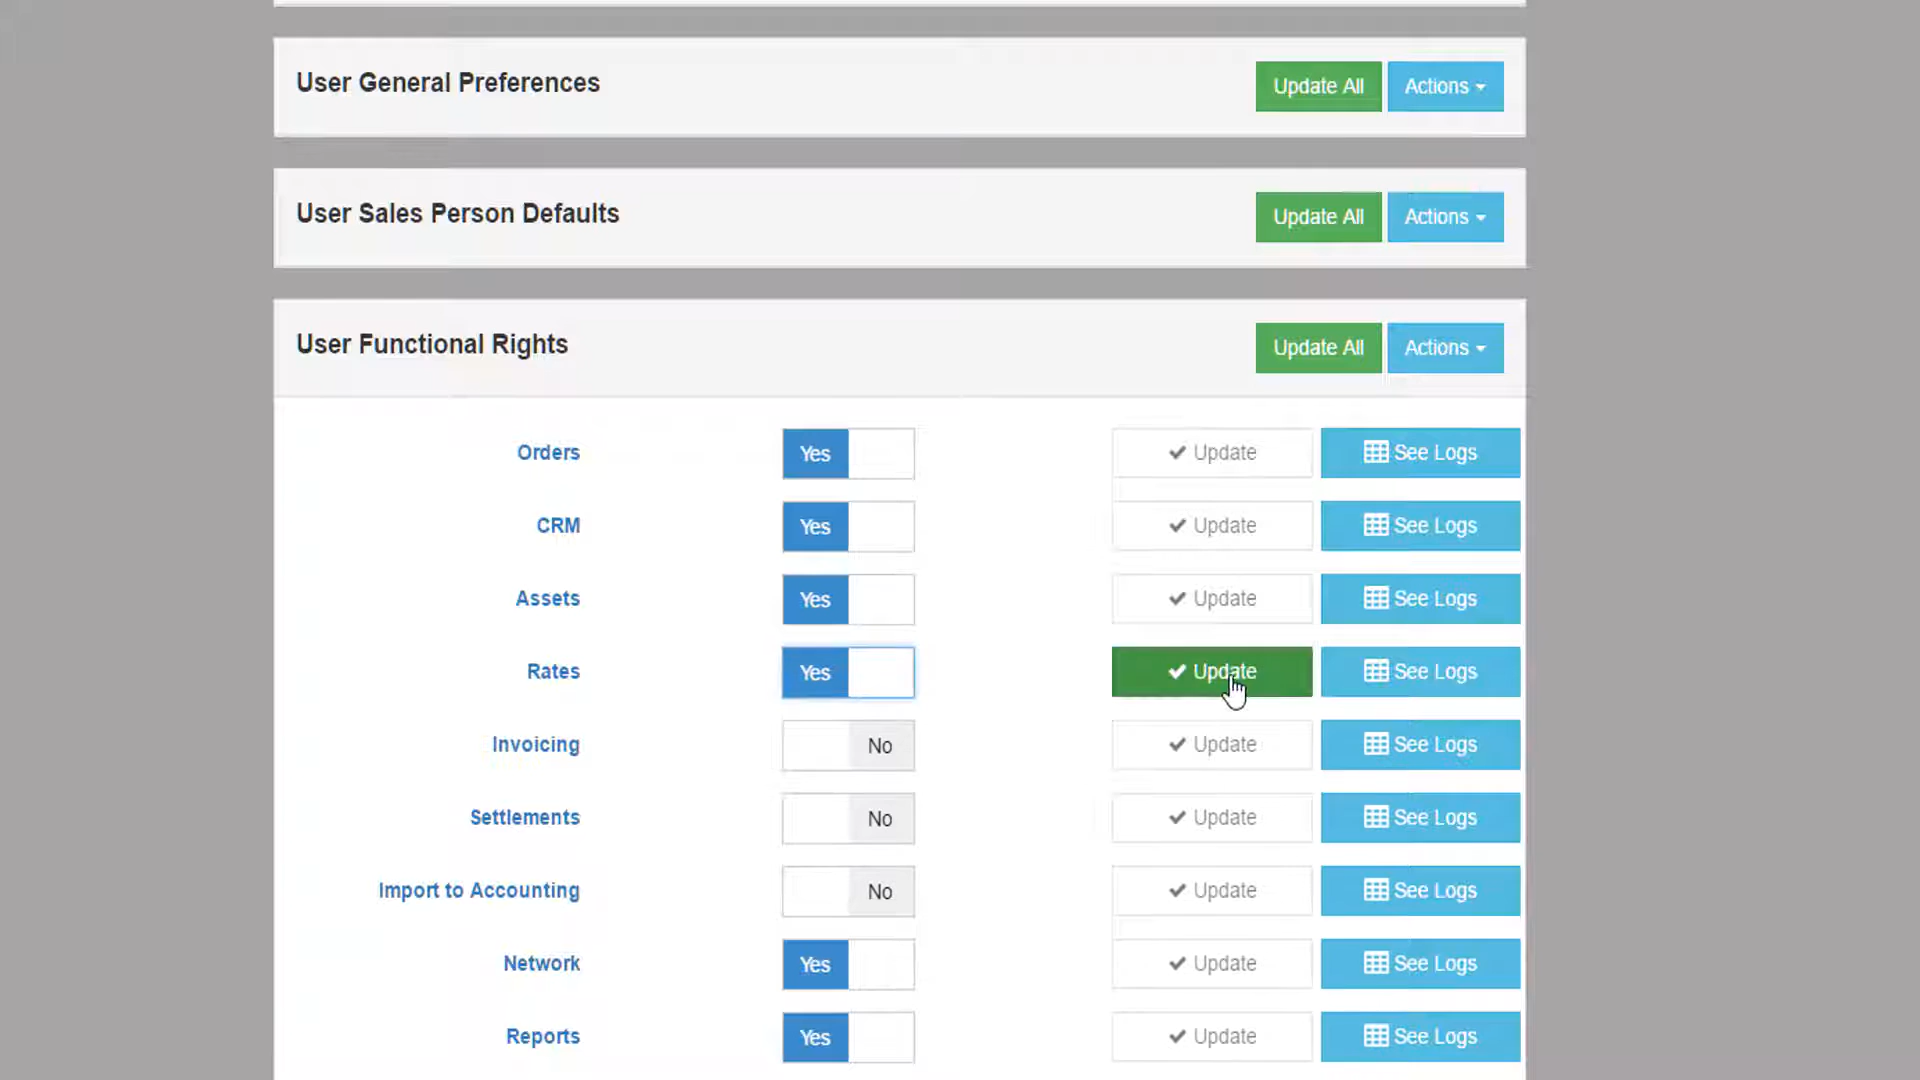 User General Preferences Update All Actions
User Sales Person Defaults Update All Actions
User Functional Rights Update All Actions
Orders Yes Update See Logs
CRM Yes Update See Logs
Assets Yes Update See Logs
Rates Yes Update See Logs
Invoicing No Update See Logs
Settlements No Update See Logs
Import to Accounting No Update See Logs
Network Yes Update See Logs
Reports Yes Update See Logs